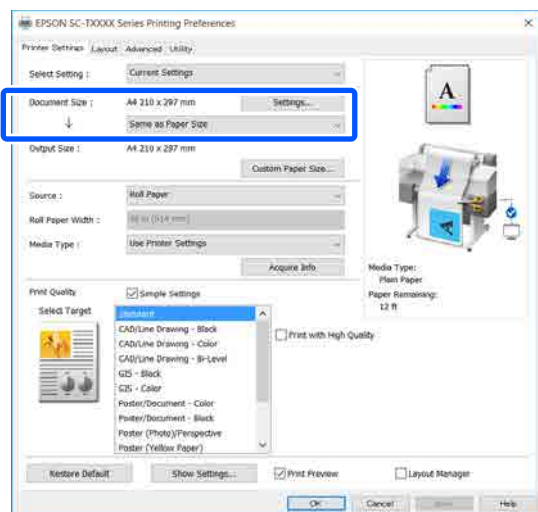 EPSON SC-TXXXX Series Printing Preferences
Printer Settings Layout Advanced Utility
Select Setting : Current Settings
Document Size : A4 210 x 297 mm Settings...
↓ Same as Paper Size
Output Size : A4 210 x 297 mm
Custom Paper Size...
Source : Roll Paper
Roll Paper Width :
Media Type : Use Printer Settings
Acquire Info
A
A
Media Type:
Plain Paper
Paper Remaining:
12 ft
Print Quality Simple Settings
Select Target
Standard
CAD/Line Drawing - Black
CAD/Line Drawing - Color
CAD/Line Drawing - Bi-Level
GIS - Black
GIS - Color
Poster/Document - Color
Poster/Document - Black
Poster (Photo)/Perspective
Poster (Yellow Paper)
Print with High Quality
Restore Default Show Settings... Print Preview Layout Manager
OK Cancel Help